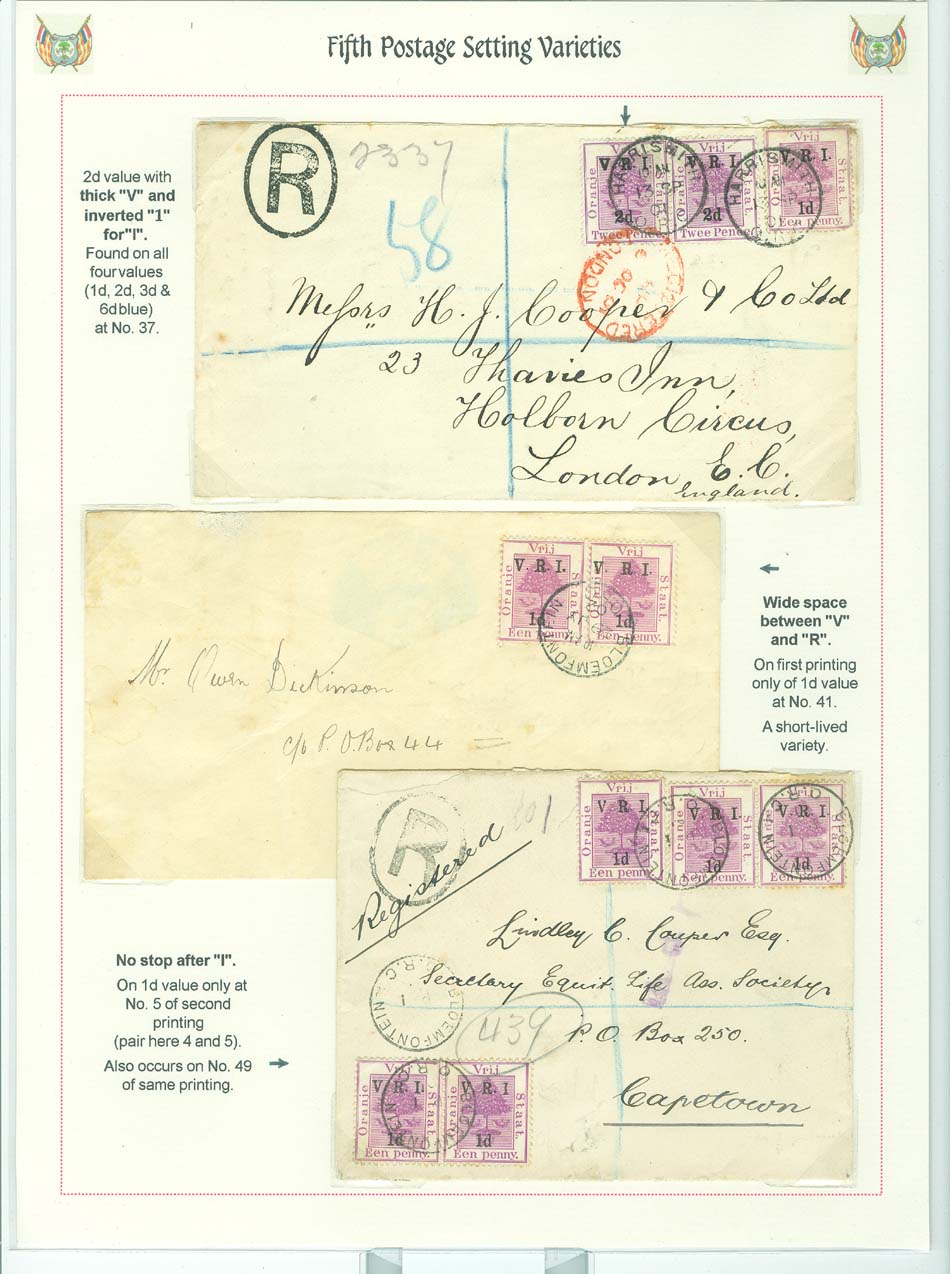 Fifth Postage Setting Varieties
2d value with
thick "V" and
inverted "1"
for"I".
Found on all
four values
(1d, 2d, 3d &
6d blue)
at No. 37.
R
2337
58
V. R. I.
Oranje
2d
Twee Pence
V. R. I.
Staat.
2d
Twee Pence
Vrij
V. R. I.
Oranje
Staat.
1d
Een penny.
HARRISMITH
HARRISMITH
REGISTERED
LONDON
Messrs H. J. Cooper & Co Ltd
23 Thavies Inn,
Holborn Circus,
London E.C.
England.
Vrij
V. R. I.
Oranje
Staat
1d
Een penny.
Vrij
V. R. I.
Staat.
1d
Een penny.
BLOEMFONTEIN
Mr. Owen Dickinson
c/o P.O. Box 44
Wide space
between "V"
and "R".
On first printing
only of 1d value
at No. 41.
A short-lived
variety.
R
Registered
Vrij
V. R. I.
Oranje
Staat.
1d
Een penny.
Vrij
V. R. I.
Oranje
Staat.
1d
Een penny.
Vrij
V. R. I.
Staat.
1d
Een penny.
BLOEMFONTEIN
O.R.C.
Lindley C. Couper Esq.
Secretary Equit. Life Ass. Society,
P.O. Box 250.
Capetown
BLOEMFONTEIN
439
No stop after "I".
On 1d value only at
No. 5 of second
printing
(pair here 4 and 5).
Also occurs on No. 49
of same printing.
Vrij
V. R. I.
Oranje
Staat.
1d
Een penny.
Vrij
V. R. I
Oranje
Staat.
1d
Een penny.